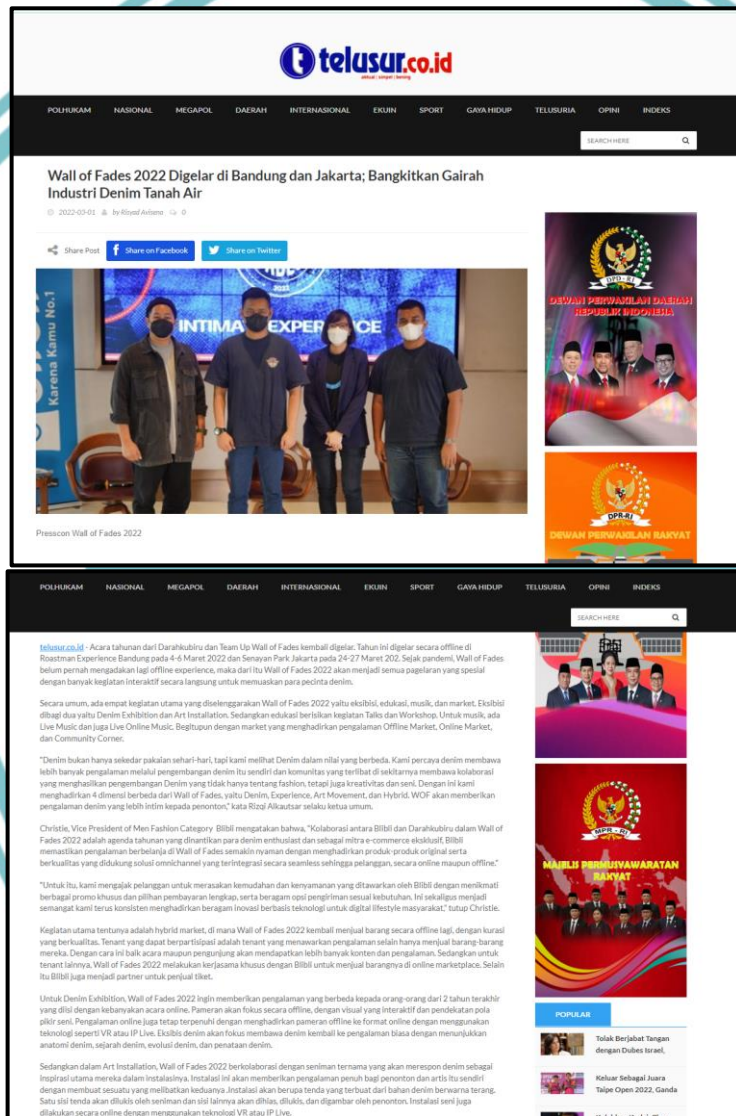 telusur.co.id
aktual | simpel | bening
POLHUKAM NASIONAL MEGAPOL DAERAH INTERNASIONAL EKUIN SPORT GAYA HIDUP TELUSURIA OPINI INDEKS
SEARCH HERE
Wall of Fades 2022 Digelar di Bandung dan Jakarta; Bangkitkan Gairah
Industri Denim Tanah Air
2022-03-01 by Risyad Avisena 0
Share Post Share on Facebook Share on Twitter
Karena Kamu No.1
2022
INTIMA EXPER CE
Presscon Wall of Fades 2022
DPD - RI
DEWAN PERWAKILAN DAERAH
REPUBLIK INDONESIA
DPR-RI
DEWAN PERWAKILAN RAKYAT
POLHUKAM NASIONAL MEGAPOL DAERAH INTERNASIONAL EKUIN SPORT GAYA HIDUP TELUSURIA OPINI INDEKS
SEARCH HERE
telusur.co.id - Acara tahunan dari Darahkubiru dan Team Up Wall of Fades kembali digelar. Tahun ini digelar secara offline di
Roastman Experience Bandung pada 4-6 Maret 2022 dan Senayan Park Jakarta pada 24-27 Maret 202. Sejak pandemi, Wall of Fades
belum pernah mengadakan lagi offline experience, maka dari itu Wall of Fades 2022 akan menjadi semua pagelaran yang spesial
dengan banyak kegiatan interaktif secara langsung untuk memuaskan para pecinta denim.
Secara umum, ada empat kegiatan yang diselenggarakan Wall of Fades 2022 yaitu eksibisi, edukasi, musik, dan market. Eksibisi
dibagi dua yaitu Denim Exhibition dan Art Installation. Sedangkan edukasi berisikan kegiatan Talks dan Workshop. Untuk musik, ada
Live Music dan juga Live Online Music. Begitupun dengan market yang menghadirkan pengalaman Offline Market, Online Market,
dan Community Corner.
"Denim bukan hanya sekedar pakaian sehari-hari, tapi kami melihat Denim dalam nilai yang berbeda. Kami percaya denim membawa
lebih banyak pengalaman melalui pengembangan denim itu sendiri dan komunitas yang terlibat di sekitarnya membawa kolaborasi
yang menghasilkan pengembangan Denim yang tidak hanya tentang fashion, tetapi juga kreativitas dan seni. Dengan ini kami
menghadirkan 4 dimensi berbeda dari Wall of Fades, yaitu Denim, Experience, Art Movement, dan Hybrid. WOF akan memberikan
pengalaman denim yang lebih intim kepada penonton," kata Rizqi Alkautsar selaku ketua umum.
Christie, Vice President of Men Fashion Category Blibli mengatakan bahwa, "Kolaborasi antara Blibli dan Darahkubiru dalam Wall of
Fades 2022 adalah agenda tahunan yang dinantikan para denim enthusiast dan sebagai mitra e-commerce eksklusif, Blibli
memastikan pengalaman berbelanja di Wall of Fades semakin nyaman dengan menghadirkan produk-produk original serta
berkualitas yang didukung solusi omnichannel yang terintegrasi secara seamless sehingga pelanggan, secara online maupun offline."
"Untuk itu, kami mengajak pelanggan untuk merasakan kemudahan dan kenyamanan yang ditawarkan oleh Blibli dengan menikmati
berbagai promo khusus dan pilihan pembayaran lengkap, serta beragam opsi pengiriman sesuai kebutuhan. Ini sekaligus menjadi
semangat kami terus konsisten menghadirkan beragam inovasi berbasis teknologi untuk digital lifestyle masyarakat," tutup Christie.
Kegiatan utama tentunya adalah hybrid market, di mana Wall of Fades 2022 kembali menjual barang secara offline lagi, dengan kurasi
yang berkualitas. Tenant yang dapat berpartisipasi adalah tenant yang menawarkan pengalaman selain hanya menjual barang-barang
mereka. Dengan cara ini baik acara maupun pengunjung akan mendapatkan lebih banyak konten dan pengalaman. Sedangkan untuk
tenant lainnya, Wall of Fades 2022 melakukan kerjasama khusus dengan Blibli untuk menjual barangnya di online marketplace. Selain
itu Blibli juga menjadi partner untuk penjual tiket.
Untuk Denim Exhibition, Wall of Fades 2022 ingin memberikan pengalaman yang berbeda kepada orang-orang dari 2 tahun terakhir
yang diisi dengan kebanyakan acara online. Pameran akan fokus secara offline, dengan visual yang interaktif dan pendekatan pola
pikir seni. Pengalaman online juga tetap terpenuhi dengan menghadirkan pameran offline ke format online dengan menggunakan
teknologi seperti VR atau IP Live. Eksibis denim akan fokus membawa denim kembali ke pengalaman biasa dengan menunjukkan
anatomi denim, sejarah denim, evolusi denim, dan penataan denim.
Sedangkan dalam Art Installation, Wall of Fades 2022 berkolaborasi dengan seniman ternama yang akan merespon denim sebagai
inspirasi utama mereka dalam instalasinya. Instalasi ini akan memberikan pengalaman penuh bagi penonton dan artis itu sendiri
dengan membuat sesuatu yang melibatkan keduanya .Instalasi akan berupa tenda yang terbuat dari bahan denim berwarna terang.
Satu sisi tenda akan dilukis oleh seniman dan sisi lainnya akan dihias, dilukis, dan digambar oleh penonton. Instalasi seni juga
dilakukan secara online dengan menggunakan teknologi VR atau IP Live.
MPR - RI
MAJELIS PERMUSYAWARATAN
RAKYAT
POPULAR
Tolak Berjabat Tangan
dengan Dubes Israel,
Keluar Sebagai Juara
Taipe Open 2022, Ganda